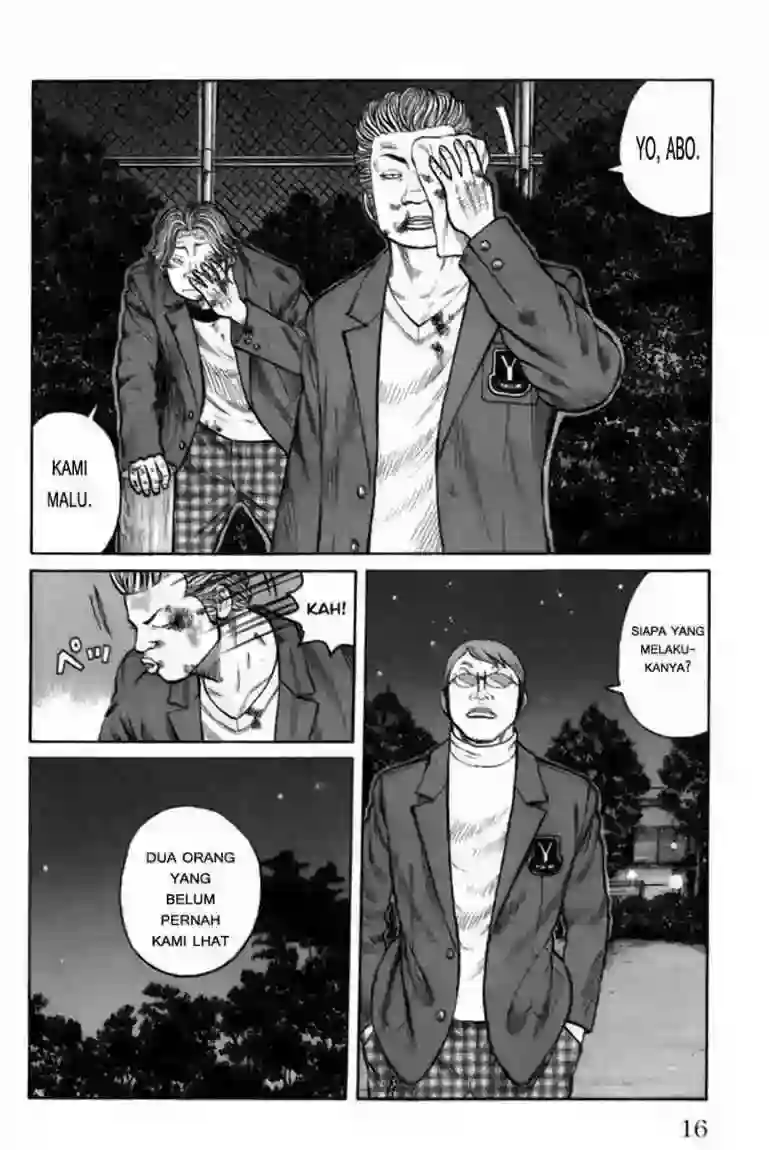 YO, ABO.
KAMI
MALU.
SIAPA YANG
MELAKU-
KANYA?
KAH!
ペッ
DUA ORANG
YANG
BELUM
PERNAH
KAMI LHAT
Y
Y
16